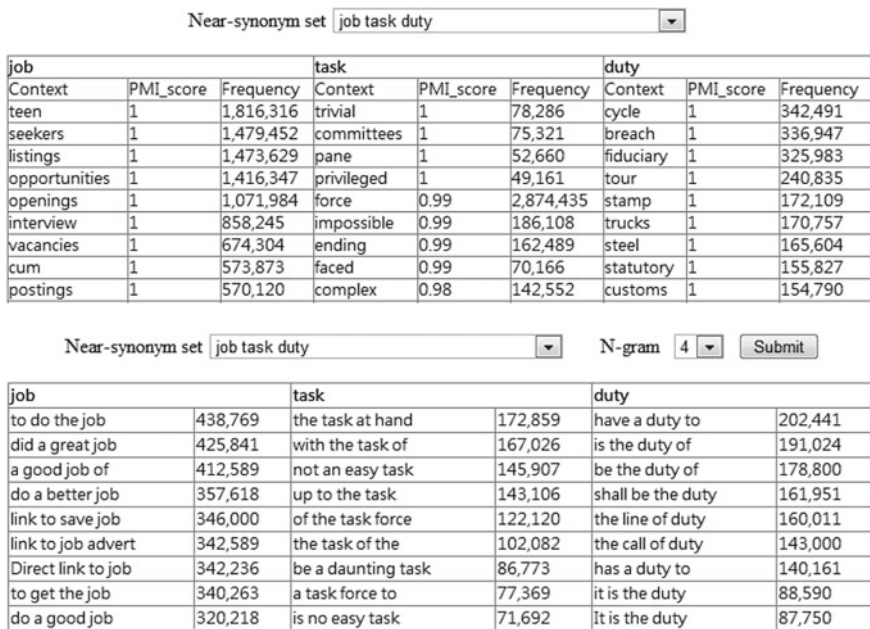 Near-synonym set job task duty
job task duty
Context PMI_score Frequency Context PMI_score Frequency Context PMI_score Frequency
teen 1 1,816,316 trivial 1 78,286 cycle 1 342,491
seekers 1 1,479,452 committees 1 75,321 breach 1 336,947
listings 1 1,473,629 pane 1 52,660 fiduciary 1 325,983
opportunities 1 1,416,347 privileged 1 49,161 tour 1 240,835
openings 1 1,071,984 force 0.99 2,874,435 stamp 1 172,109
interview 1 858,245 impossible 0.99 186,108 trucks 1 170,757
vacancies 1 674,304 ending 0.99 162,489 steel 1 165,604
cum 1 573,873 faced 0.99 70,166 statutory 1 155,827
postings 1 570,120 complex 0.98 142,552 customs 1 154,790
Near-synonym set job task duty N-gram 4 Submit
job task duty
to do the job 438,769 the task at hand 172,859 have a duty to 202,441
did a great job 425,841 with the task of 167,026 is the duty of 191,024
a good job of 412,589 not an easy task 145,907 be the duty of 178,800
do a better job 357,618 up to the task 143,106 shall be the duty 161,951
link to save job 346,000 of the task force 122,120 the line of duty 160,011
link to job advert 342,589 the task of the 102,082 the call of duty 143,000
Direct link to job 342,236 be a daunting task 86,773 has a duty to 140,161
to get the job 340,263 a task force to 77,369 it is the duty 88,590
do a good job 320,218 is no easy task 71,692 It is the duty 87,750